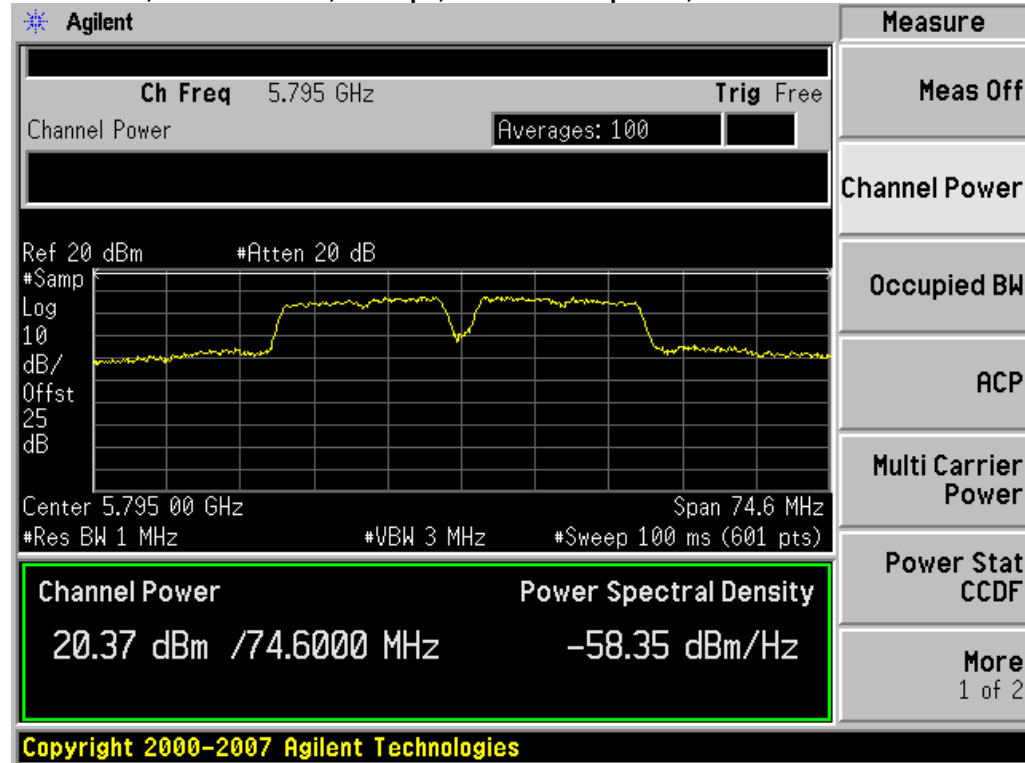 Agilent
Measure
Ch Freq 5.795 GHz
Trig Free
Channel Power
Averages: 100
Ref 20 dBm
#Atten 20 dB
#Samp
Log
10
dB/
Offst
25
dB
Center 5.795 00 GHz
Span 74.6 MHz
#Res BW 1 MHz
#VBW 3 MHz
#Sweep 100 ms (601 pts)
Channel Power
Power Spectral Density
20.37 dBm /74.6000 MHz
-58.35 dBm/Hz
Copyright 2000-2007 Agilent Technologies
Meas Off
Channel Power
Occupied BW
ACP
Multi Carrier
Power
Power Stat
CCDF
More
1 of 2